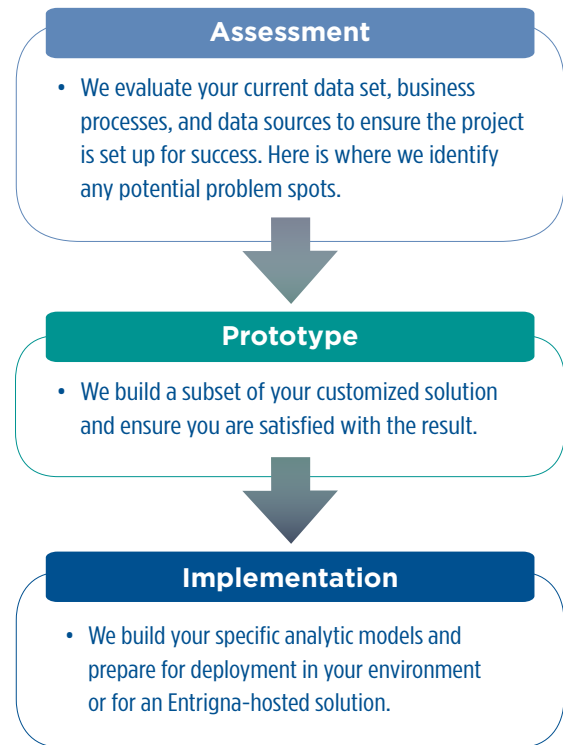 Assessment
• We evaluate your current data set, business
processes, and data sources to ensure the project
is set up for success. Here is where we identify
any potential problem spots.
Prototype
• We build a subset of your customized solution
and ensure you are satisfied with the result.
Implementation
• We build your specific analytic models and
prepare for deployment in your environment
or for an Entrigna-hosted solution.